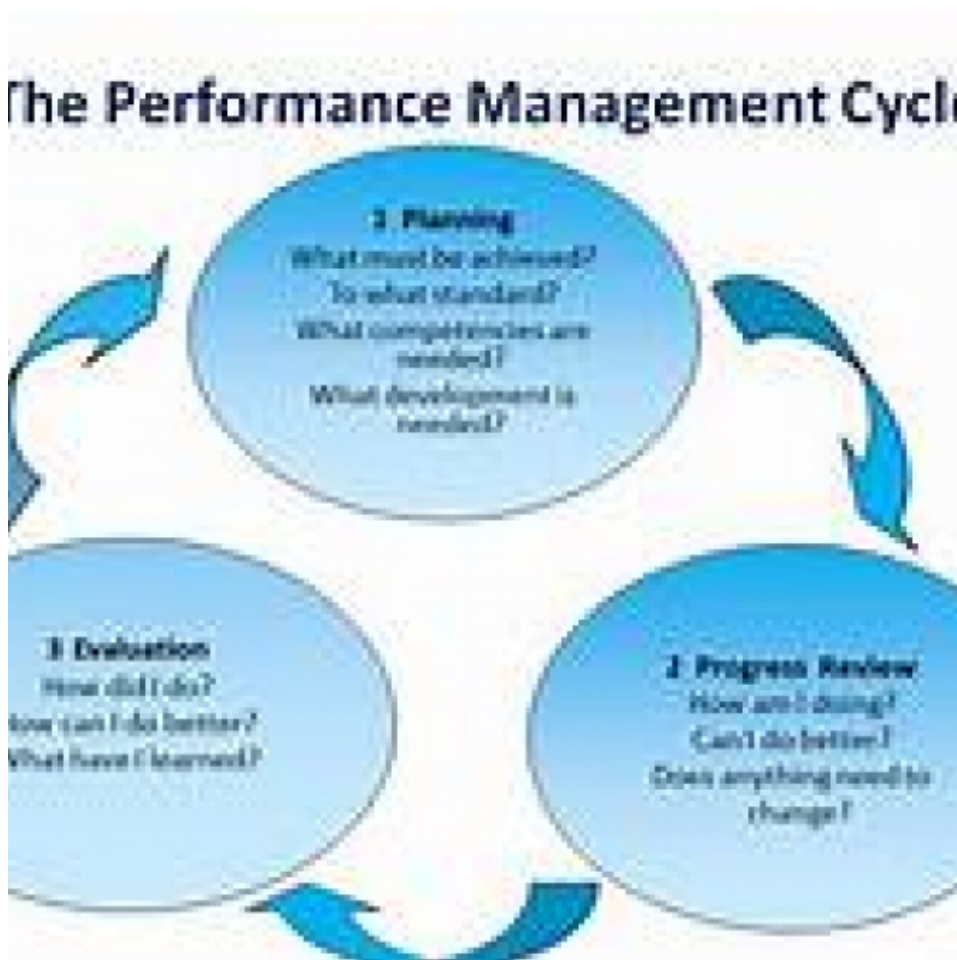 The Performance Management Cycle
1 Planning
What must be achieved?
To what standard?
What competencies are
needed?
What development is
needed?
2 Progress Review
How am I doing?
Can I do better?
Does anything need to
change?
3 Evaluation
How did I do?
How can I do better?
What have I learned?